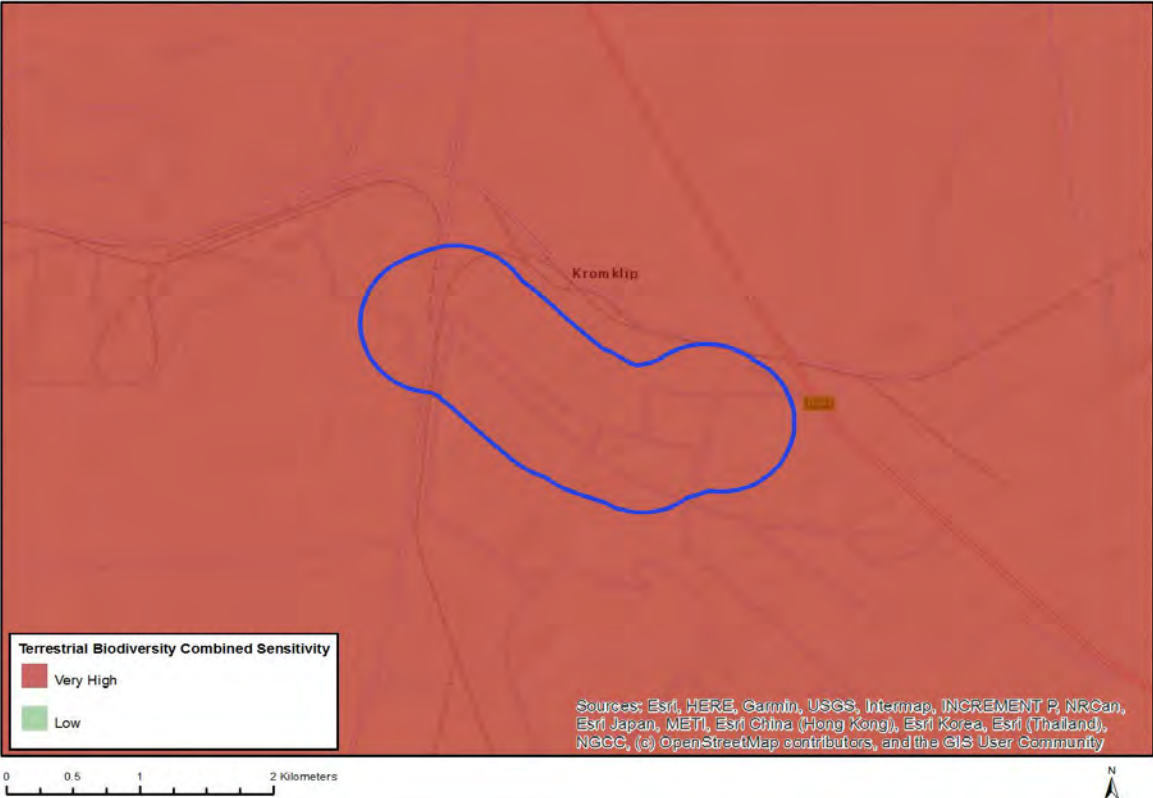 Kromklip
Terrestrial Biodiversity Combined Sensitivity
Very High
Low
Sources: Esri, HERE, Garmin, USGS, Intermap, INCREMENT P, NRCan,
Esri Japan, METI, Esri China (Hong Kong), Esri Korea, Esri (Thailand),
NGCC, (c) OpenStreetMap contributors, and the GIS User Community
0 0.5 1 2 Kilometers
N